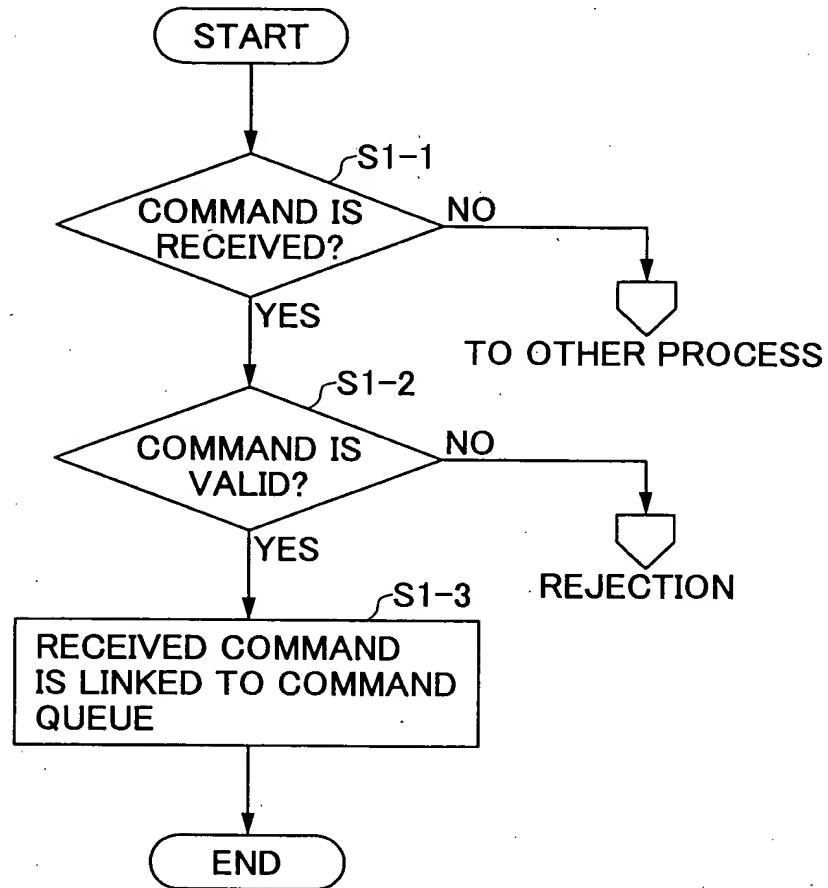 START
S1-1
COMMAND IS
RECEIVED?
NO
YES
TO OTHER PROCESS
S1-2
COMMAND IS
VALID?
NO
YES
REJECTION
S1-3
RECEIVED COMMAND
IS LINKED TO COMMAND
QUEUE
END